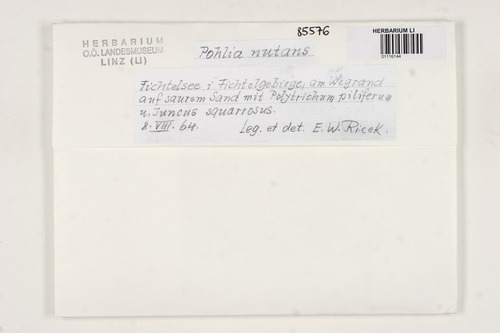 85576
HERBARIUM
O.Ö. LANDESMUSEUM
LINZ (LI)
HERBARIUM LI
01116144
Pohlia nutans
Fichtelsee i. Fichtelgebirge, am Wegrand
auf saurem Sand mit Polytrichum piliferum
u. Juncus squarrosus.
8. VIII. 64. Leg. et det. E. W. Ricek.